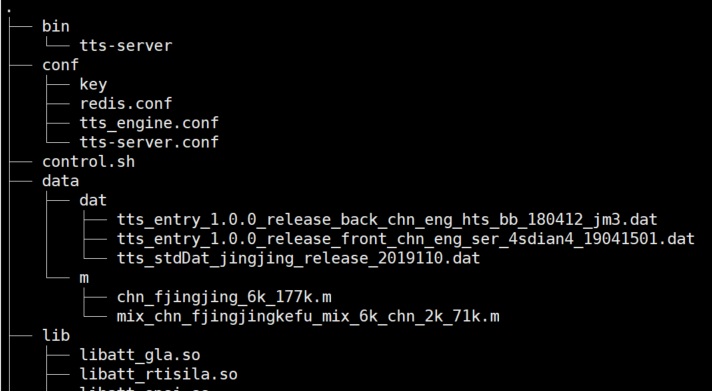 .
bin
tts-server
conf
key
redis.conf
tts_engine.conf
tts-server.conf
control.sh
data
dat
tts_entry_1.0.0_release_back_chn_eng_hts_bb_180412_jm3.dat
tts_entry_1.0.0_release_front_chn_eng_ser_4sdian4_19041501.dat
tts_stdDat_jingjing_release_2019110.dat
m
chn_fjingjing_6k_177k.m
mix_chn_fjingjingkefu_mix_6k_chn_2k_71k.m
lib
libatt_gla.so
libatt_rtisila.so